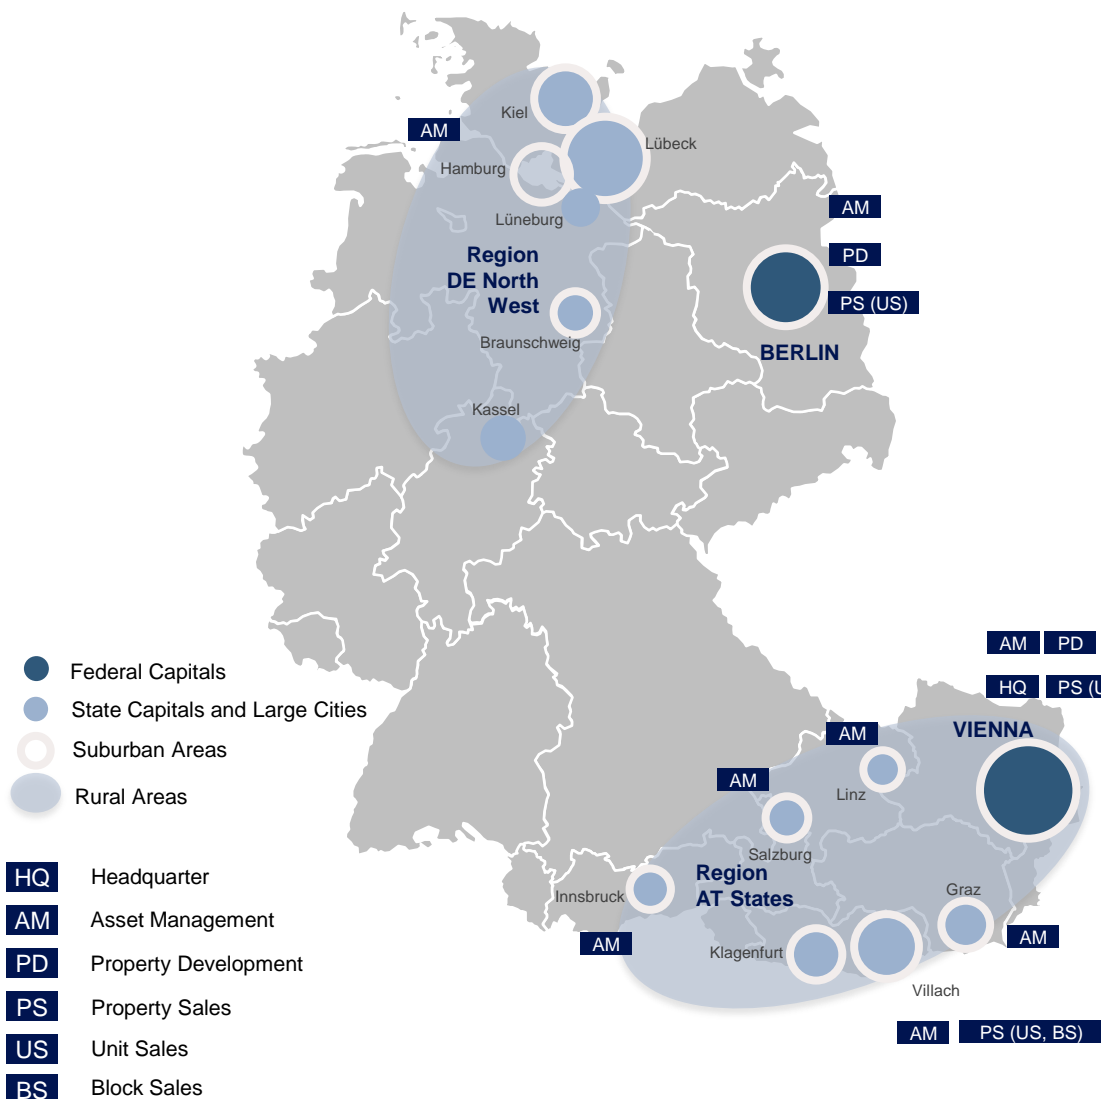 Kiel
AM
Lübeck
Hamburg
AM
Lüneburg
Region
DE North
West
PD
PS (US)
Braunschweig
BERLIN
Kassel
AM PD
Federal Capitals
HQ PS (U
State Capitals and Large Cities
VIENNA
AM
Suburban Areas
AM
Rural Areas
Linz
Salzburg
Region
AT States
HQ Headquarter
Innsbruck
Graz
AM Asset Management
AM
AM
Klagenfurt
PD Property Development
Villach
PS Property Sales
AM PS (US, BS)
US Unit Sales
BS Block Sales